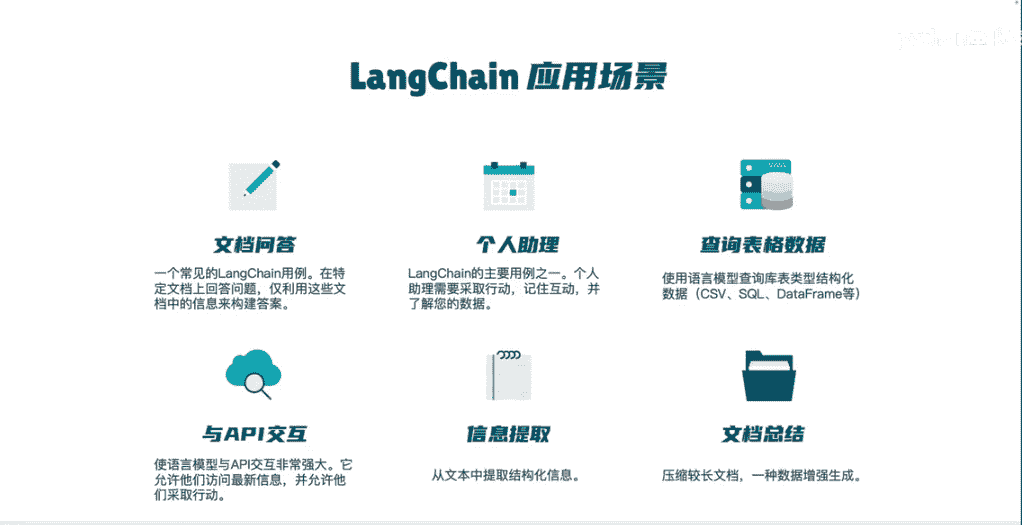 LangChain 应用场景
文档问答
一个常见的LangChain用例。在特
定文档上回答问题，仅利用这些文
档中的信息来构建答案。
个人助理
LangChain的主要用例之一。个人
助理需要采取行动，记住互动，并
了解您的数据。
查询表格数据
使用语言模型查询库表类型结构化
数据（CSV、SQL、DataFrame等）
与API交互
使语言模型与API交互非常强大。它
允许他们访问最新信息，并允许他
们采取行动。
信息提取
从文本中提取结构化信息。
文档总结
压缩较长文档，一种数据增强生成。